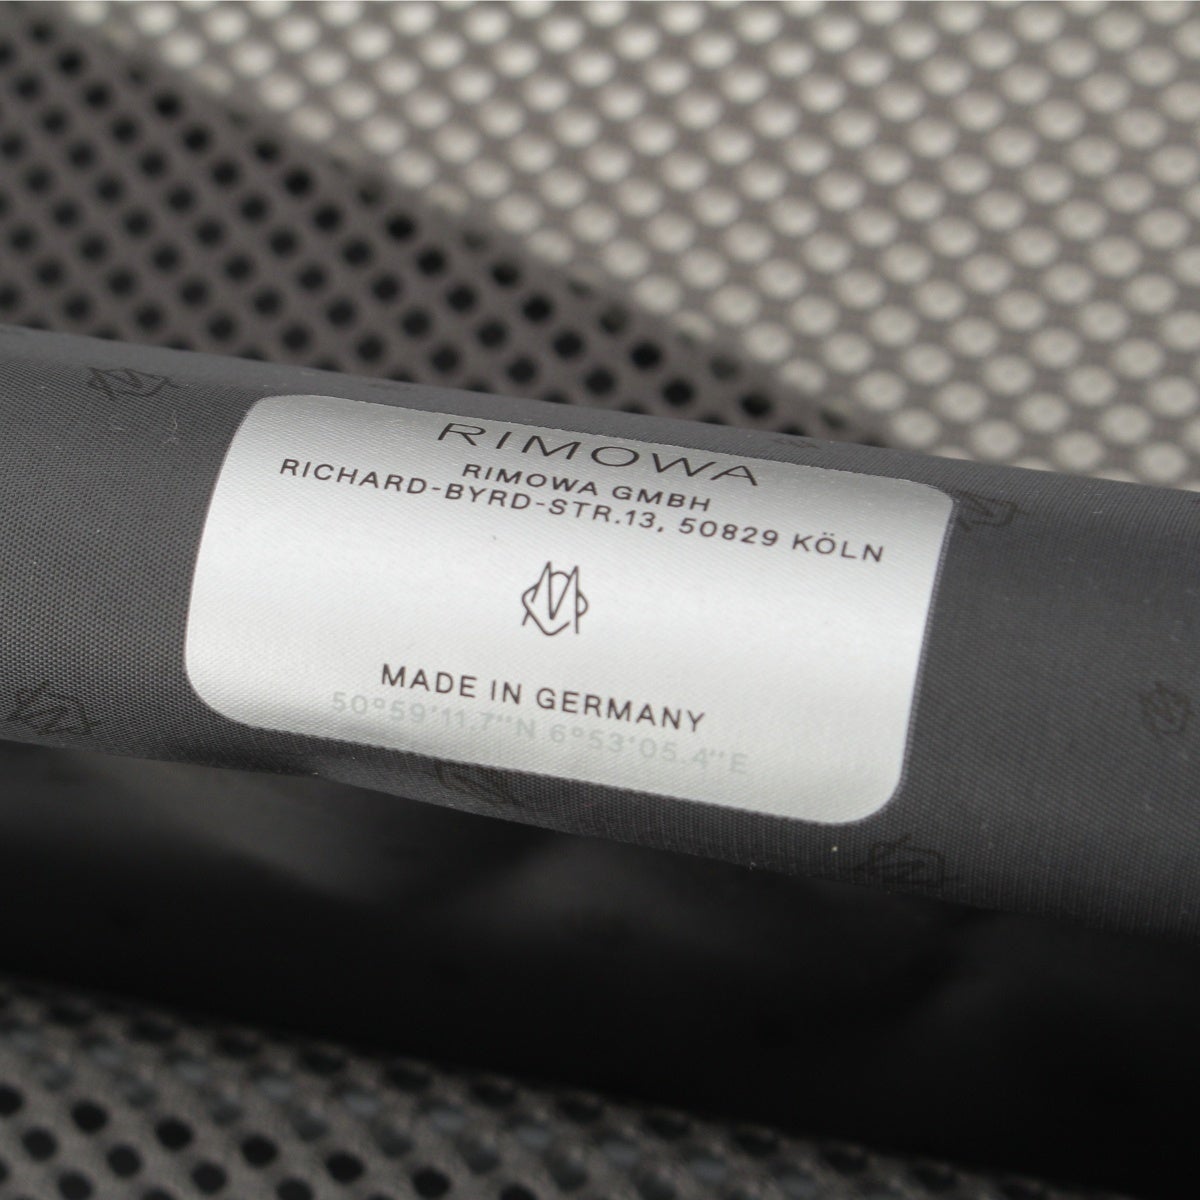 RIMOWA
RIMOWA GMBH
RICHARD-BYRD-STR.13, 50829 KÖLN
MADE IN GERMANY
50°59'11.7"N 6°53'05.4"E